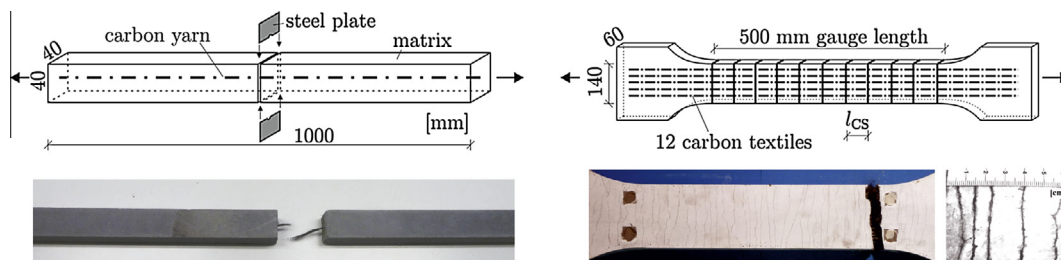 steel plate
carbon yarn
matrix
40
40
[mm]
1000
60
500 mm gauge length
140
12 carbon textiles
lCS